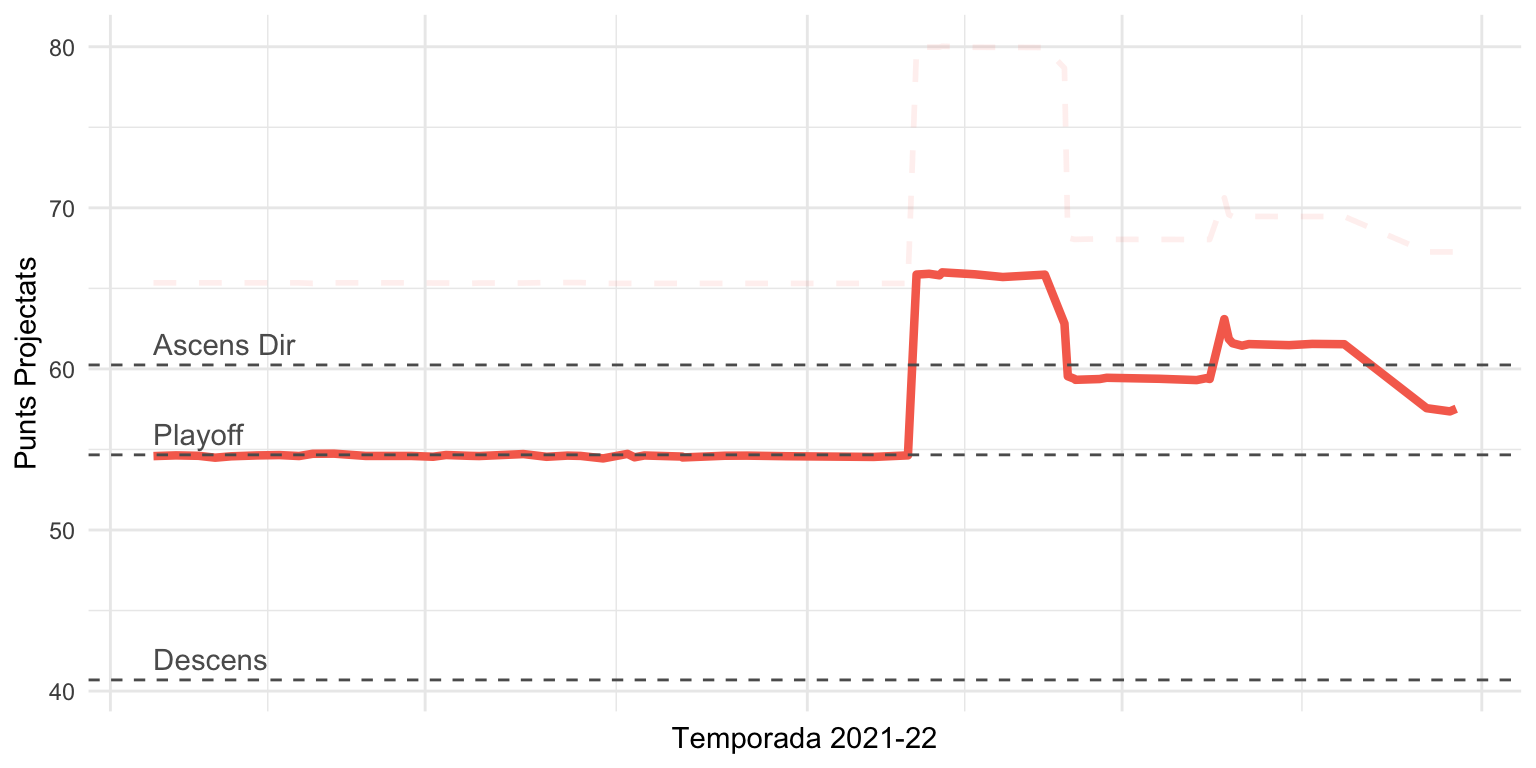 80
70
60
50
40
Punts Projectats
Ascens Dir
Playoff
Descens
Temporada 2021-22